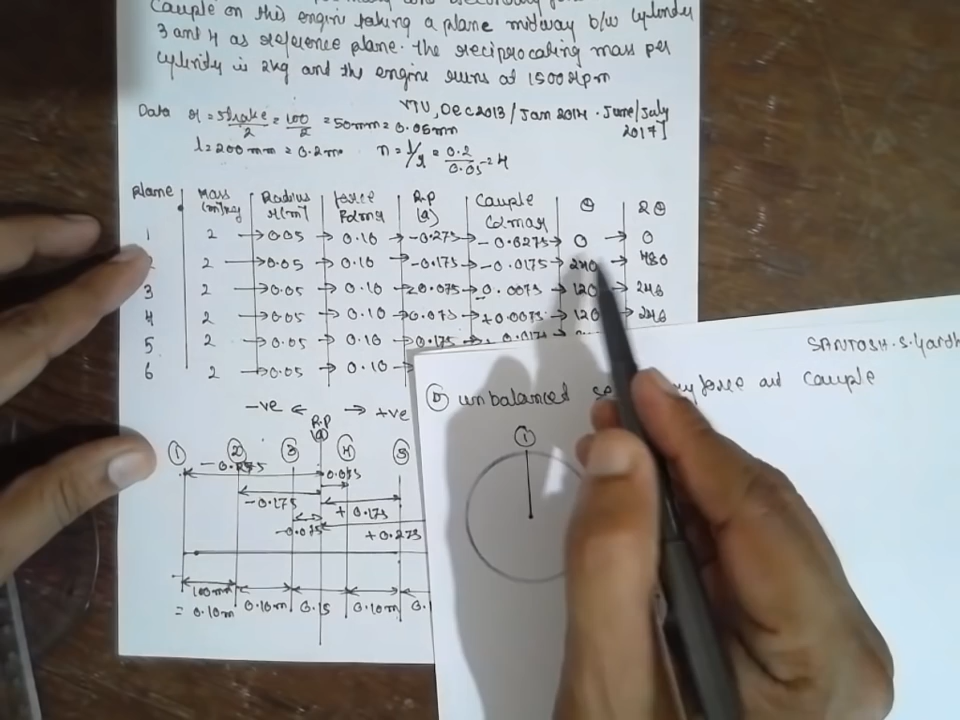 Couple on this engine taking a plane midway b/w cylinder
3 and 4 as reference plane. the reciprocating mass per
cylindey is 2kg and the engine runs at 1500 rpm
VTU, Dec 2013 / Jan 2014 . June/July 2017]
Data r = stroke/2 = 100/2 = 50mm = 0.05mm
l = 200mm = 0.2m n = l/r = 0.2/0.05 = 4
plane Mass (m) kg Radius r(m) force F∝mr R.P (a) Couple C∝mar θ 2θ
1 2 0.05 0.10 -0.275 -0.0275 0 0
2 0.05 0.10 -0.175 -0.0175 240 480
3 2 0.05 0.10 -0.075 -0.0075 120 240
4 2 0.05 0.10 0.075 +0.0075 120 240
5 2 0.05 0.10 0.175
6 2 0.05 0.10
SANTOSH.S.
b) unbalanced force and couple
-ve ← → +ve
R.P
(a)
1 2 3 4 5
1
-0.275 0.075
-0.175 +0.175
-0.075 +0.275
100mm 0.10m 0.15 0.10m 0.1
= 0.10m